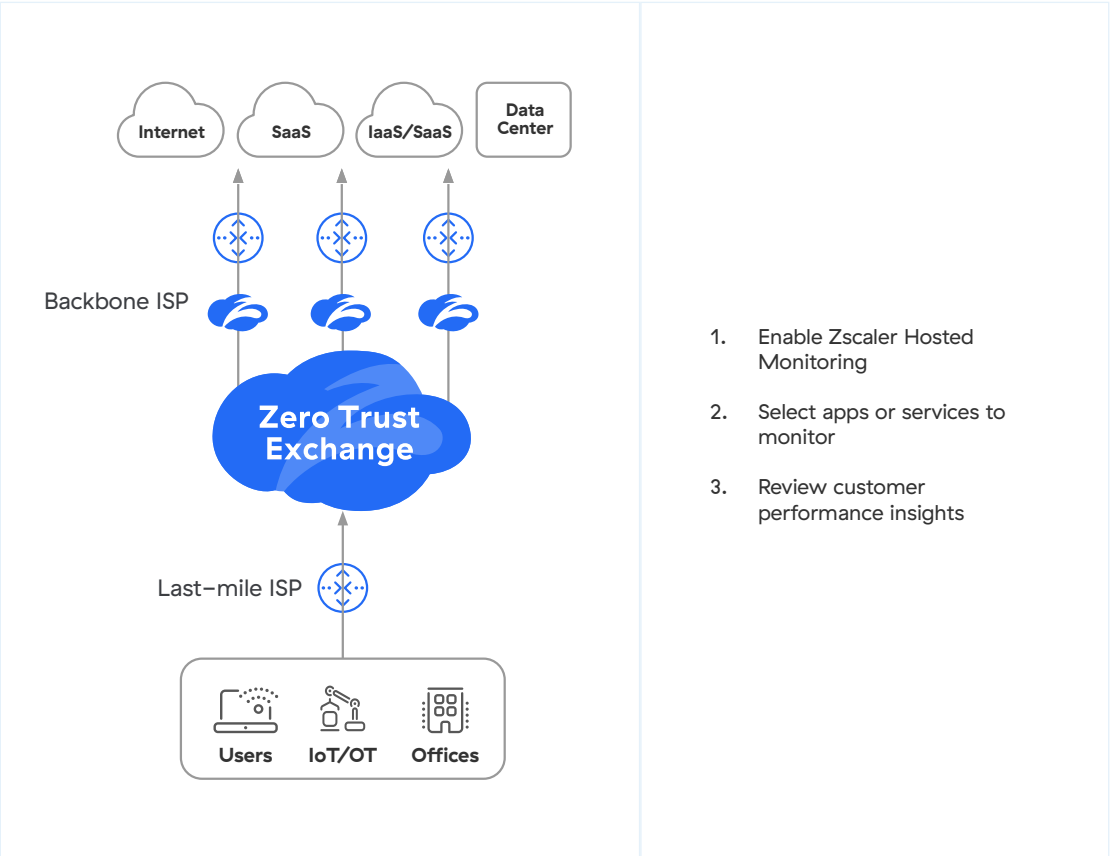 Internet
SaaS
IaaS/SaaS
Data
Center
Backbone ISP
Zero Trust
Exchange
Last-mile ISP
Users
IoT/OT
Offices
1. Enable Zscaler Hosted
Monitoring
2. Select apps or services to
monitor
3. Review customer
performance insights